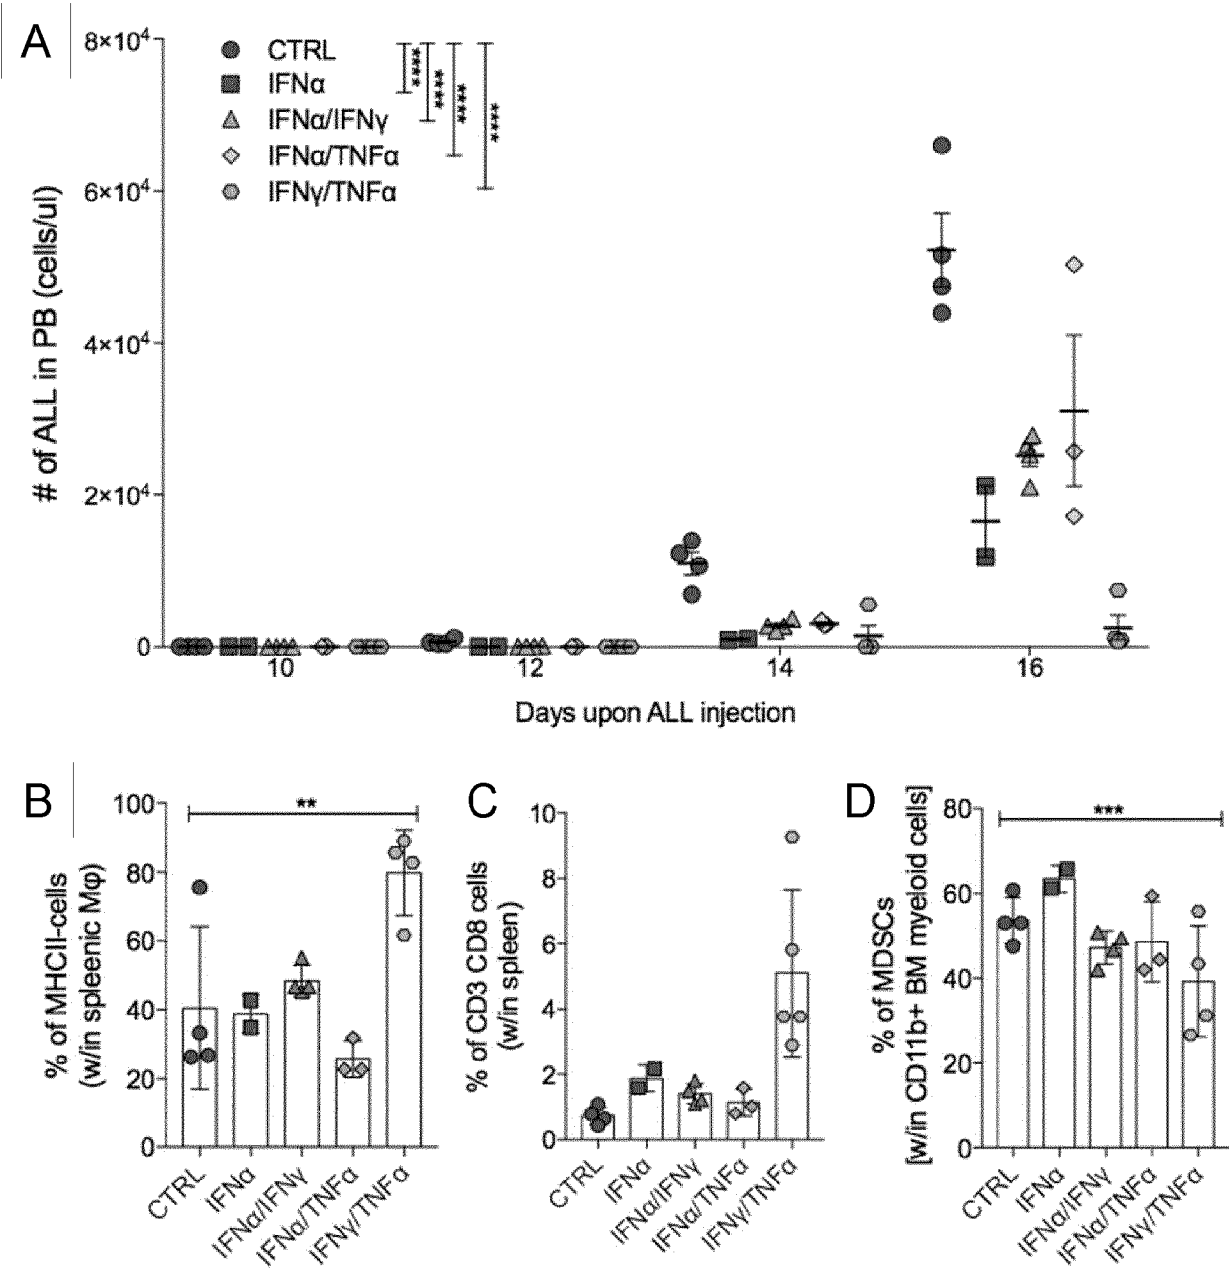 A
8×10⁴
6×10⁴
4×10⁴
2×10⁴
0
# of ALL in PB (cells/ul)
CTRL
IFNα
IFNα/IFNγ
IFNα/TNFα
IFNγ/TNFα
****
****
****
****
10 12 14 16
Days upon ALL injection
B
% of MHCII-cells
(w/in spleenic Mφ)
100
80
60
40
20
0
**
CTRL
IFNα
IFNα/IFNγ
IFNα/TNFα
IFNγ/TNFα
C
% of CD3 CD8 cells
(w/in spleen)
10
8
6
4
2
0
CTRL
IFNα
IFNα/IFNγ
IFNα/TNFα
IFNγ/TNFα
D
% of MDSCs
[w/in CD11b+ BM myeloid cells]
80
60
40
20
0
***
CTRL
IFNα
IFNα/IFNγ
IFNα/TNFα
IFNγ/TNFα